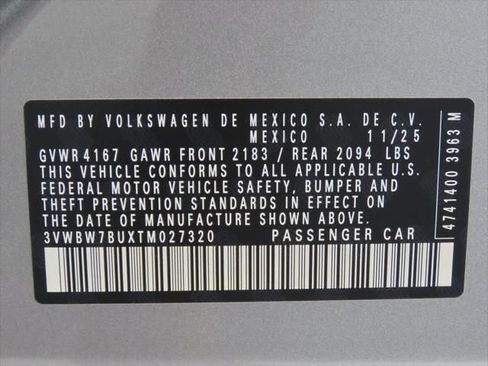 MFD BY VOLKSWAGEN DE MEXICO S.A. DE C.V.
MEXICO 11/25
GVWR 4167 GAWR FRONT 2183 / REAR 2094 LBS
THIS VEHICLE CONFORMS TO ALL APPLICABLE U.S.
FEDERAL MOTOR VEHICLE SAFETY, BUMPER AND
THEFT PREVENTION STANDARDS IN EFFECT ON
THE DATE OF MANUFACTURE SHOWN ABOVE.
3VWBW7BUXTM027320 PASSENGER CAR
4741400 3963 M